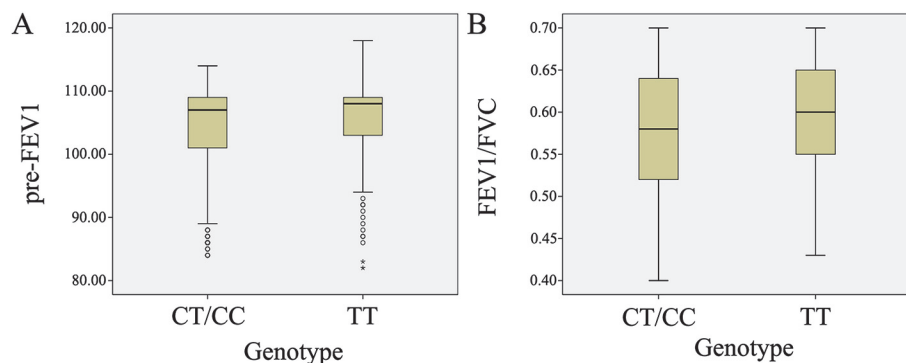 A
pre-FEV1
120.00
110.00
100.00
90.00
80.00
CT/CC TT
Genotype
B
FEV1/FVC
0.70
0.65
0.60
0.55
0.50
0.45
0.40
CT/CC TT
Genotype